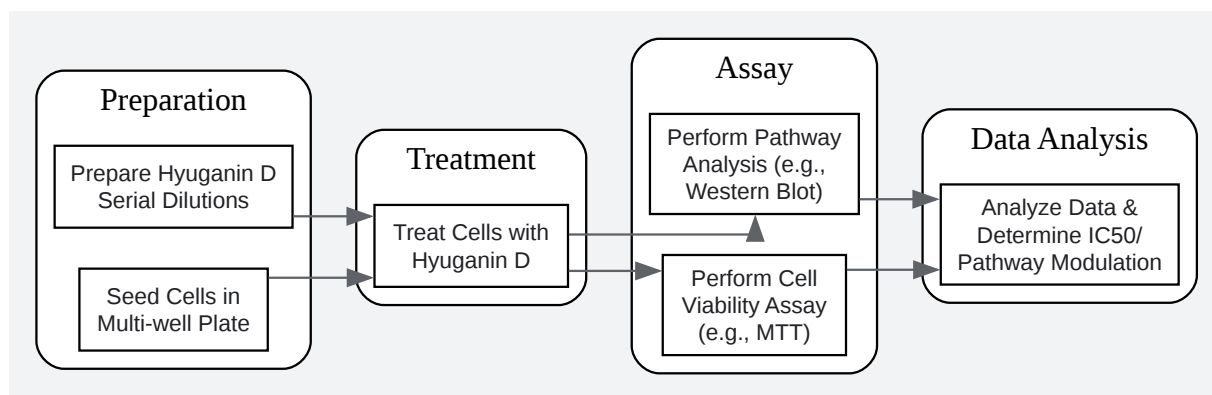 Preparation
Prepare Hyuganin D
Serial Dilutions
Seed Cells in
Multi-well Plate
Treatment
Treat Cells with
Hyuganin D
Assay
Perform Pathway
Analysis (e.g.,
Western Blot)
Perform Cell
Viability Assay
(e.g., MTT)
Data Analysis
Analyze Data &
Determine IC50/
Pathway Modulation